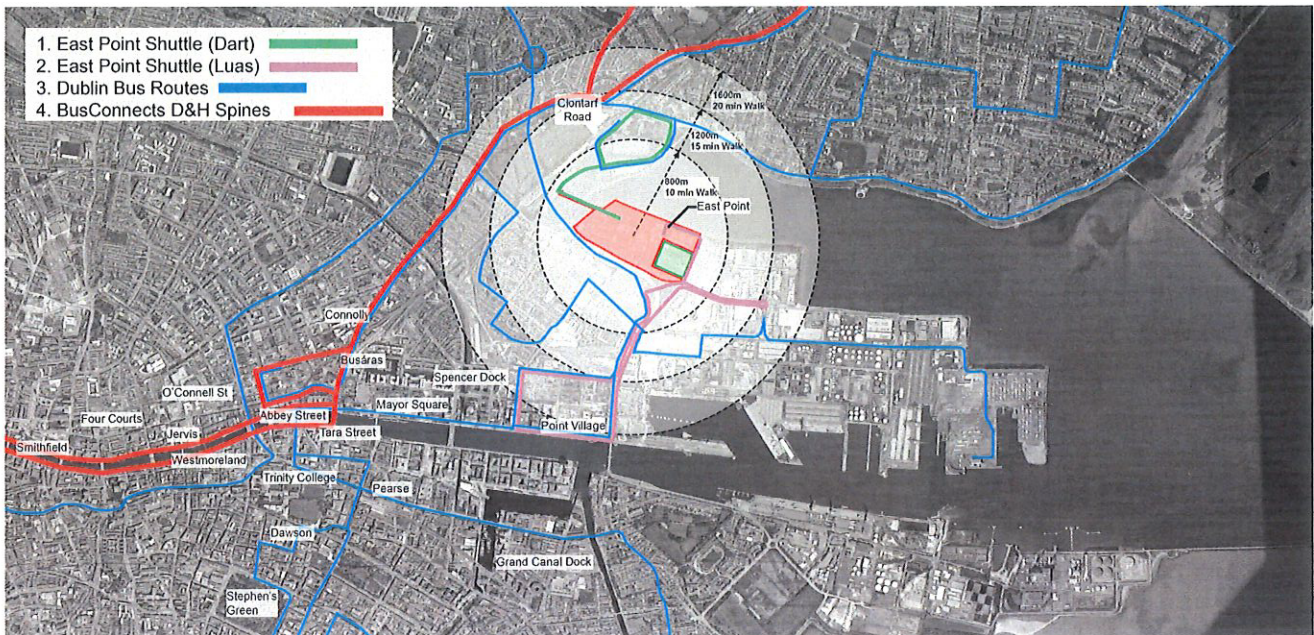 1. East Point Shuttle (Dart)
2. East Point Shuttle (Luas)
3. Dublin Bus Routes
4. BusConnects D&H Spines
Clontarf
Road
1600m
20 min Walk
1200m
15 min Walk
800m
10 min Walk
East Point
Connolly
Busáras
O'Connell St
Spencer Dock
Four Courts
Abbey Street
Mayor Square
Jervis
Tara Street
Point Village
Smithfield
Westmoreland
Trinity College
Pearse
Dawson
Grand Canal Dock
Stephen's
Green